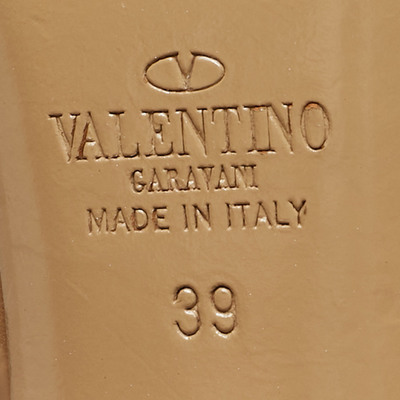 V
VALENTINO
GARAVANI
MADE IN ITALY
39